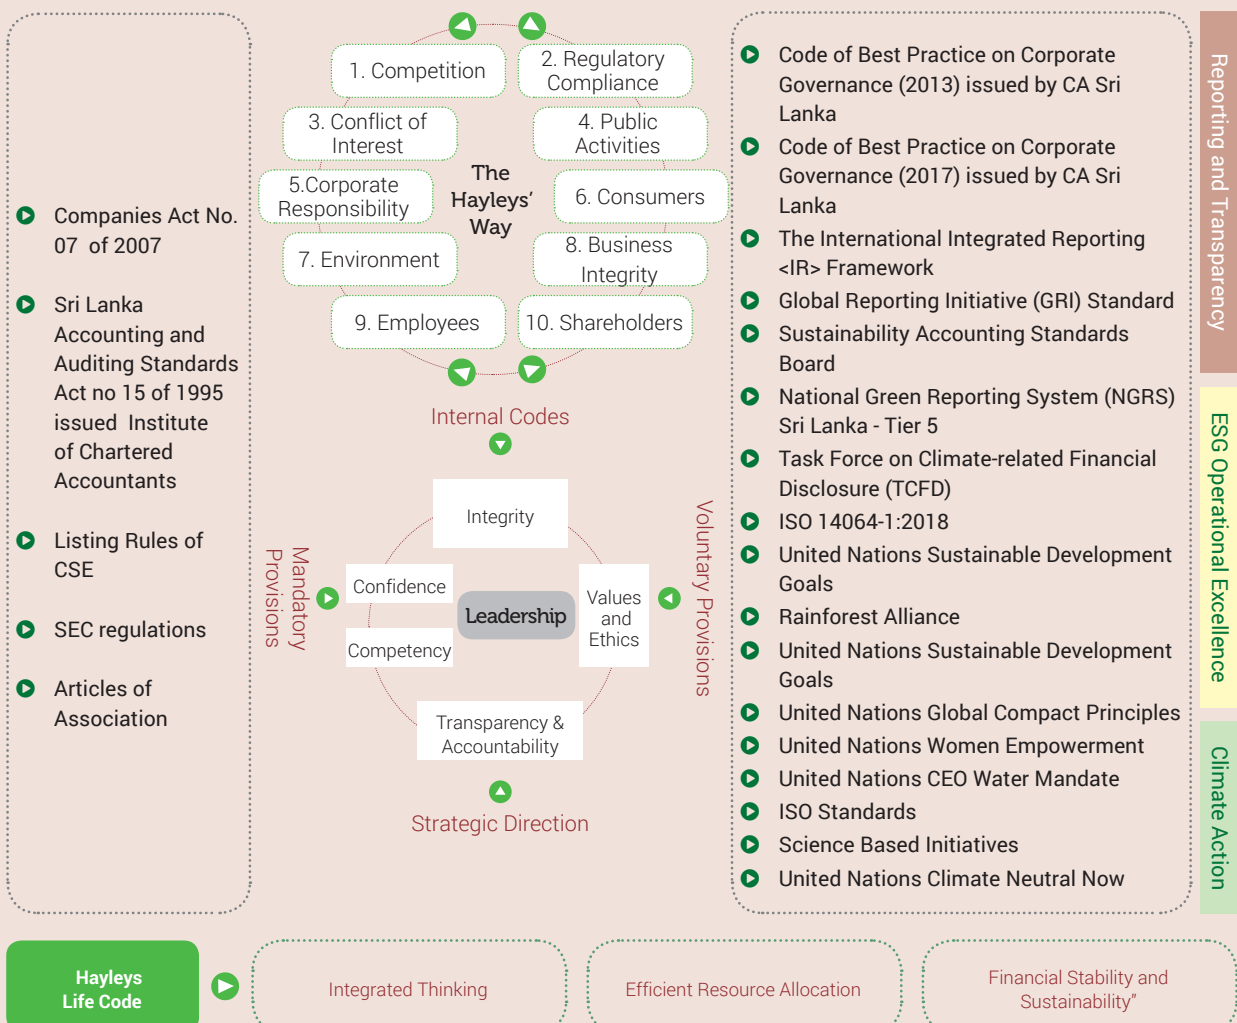 Companies Act No.
07 of 2007
Sri Lanka
Accounting and
Auditing Standards
Act no 15 of 1995
issued Institute
of Chartered
Accountants
Listing Rules of
CSE
SEC regulations
Articles of
Association
1. Competition
2. Regulatory
Compliance
3. Conflict of
Interest
4. Public
Activities
The
Hayleys'
Way
5.Corporate
Responsibility
6. Consumers
7. Environment
8. Business
Integrity
9. Employees
10. Shareholders
Internal Codes
Mandatory
Provisions
Integrity
Confidence
Competency
Leadership
Values
and
Ethics
Transparency &
Accountability
Voluntary Provisions
Strategic Direction
Code of Best Practice on Corporate
Governance (2013) issued by CA Sri
Lanka
Code of Best Practice on Corporate
Governance (2017) issued by CA Sri
Lanka
The International Integrated Reporting
<IR> Framework
Global Reporting Initiative (GRI) Standard
Sustainability Accounting Standards
Board
National Green Reporting System (NGRS)
Sri Lanka - Tier 5
Task Force on Climate-related Financial
Disclosure (TCFD)
ISO 14064-1:2018
United Nations Sustainable Development
Goals
Rainforest Alliance
United Nations Sustainable Development
Goals
United Nations Global Compact Principles
United Nations Women Empowerment
United Nations CEO Water Mandate
ISO Standards
Science Based Initiatives
United Nations Climate Neutral Now
Reporting and Transparency
ESG Operational Excellence
Climate Action
Hayleys
Life Code
Integrated Thinking
Efficient Resource Allocation
Financial Stability and
Sustainability”